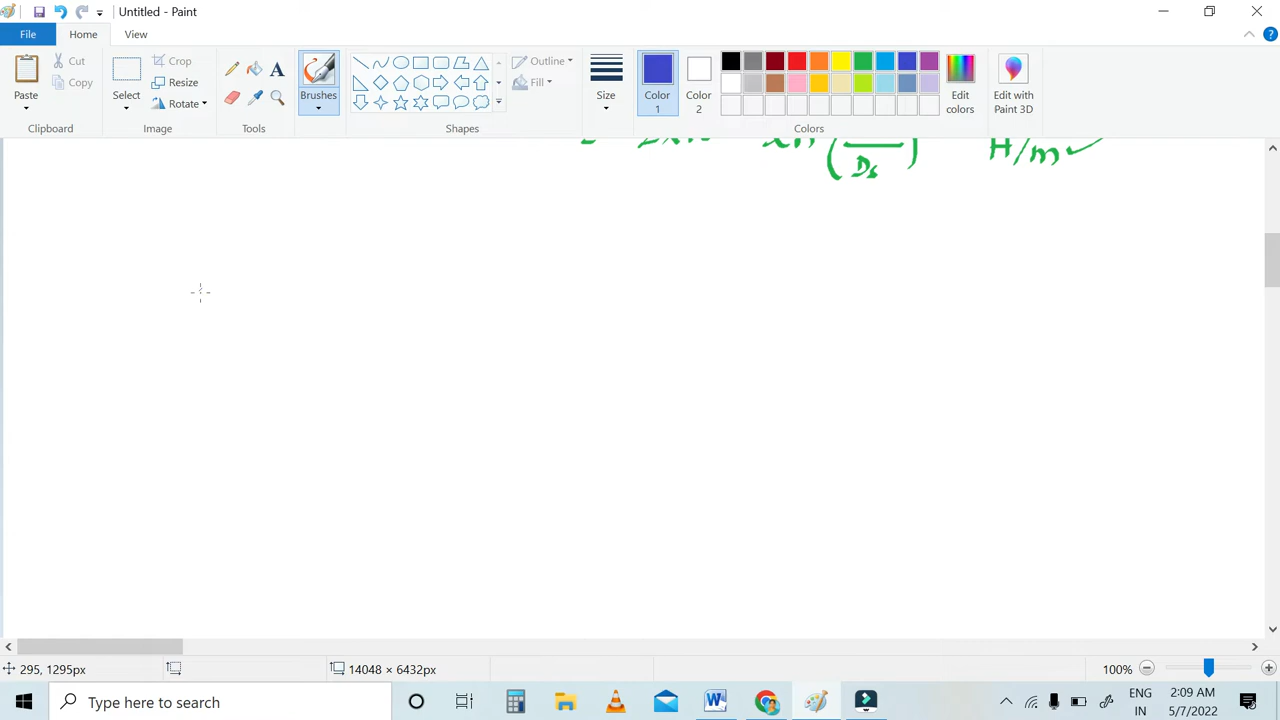 Untitled - Paint
File
Home
View
Paste
Cut
Copy
Clipboard
Select
Crop
Resize
Rotate
Image
Tools
Brushes
Shapes
Outline
Fill
Size
Color 1
Color 2
Edit colors
Edit with Paint 3D
Colors
Ds
H/m
295, 1295px
14048 × 6432px
100%
Type here to search
ENG
IN
2:09 AM
5/7/2022